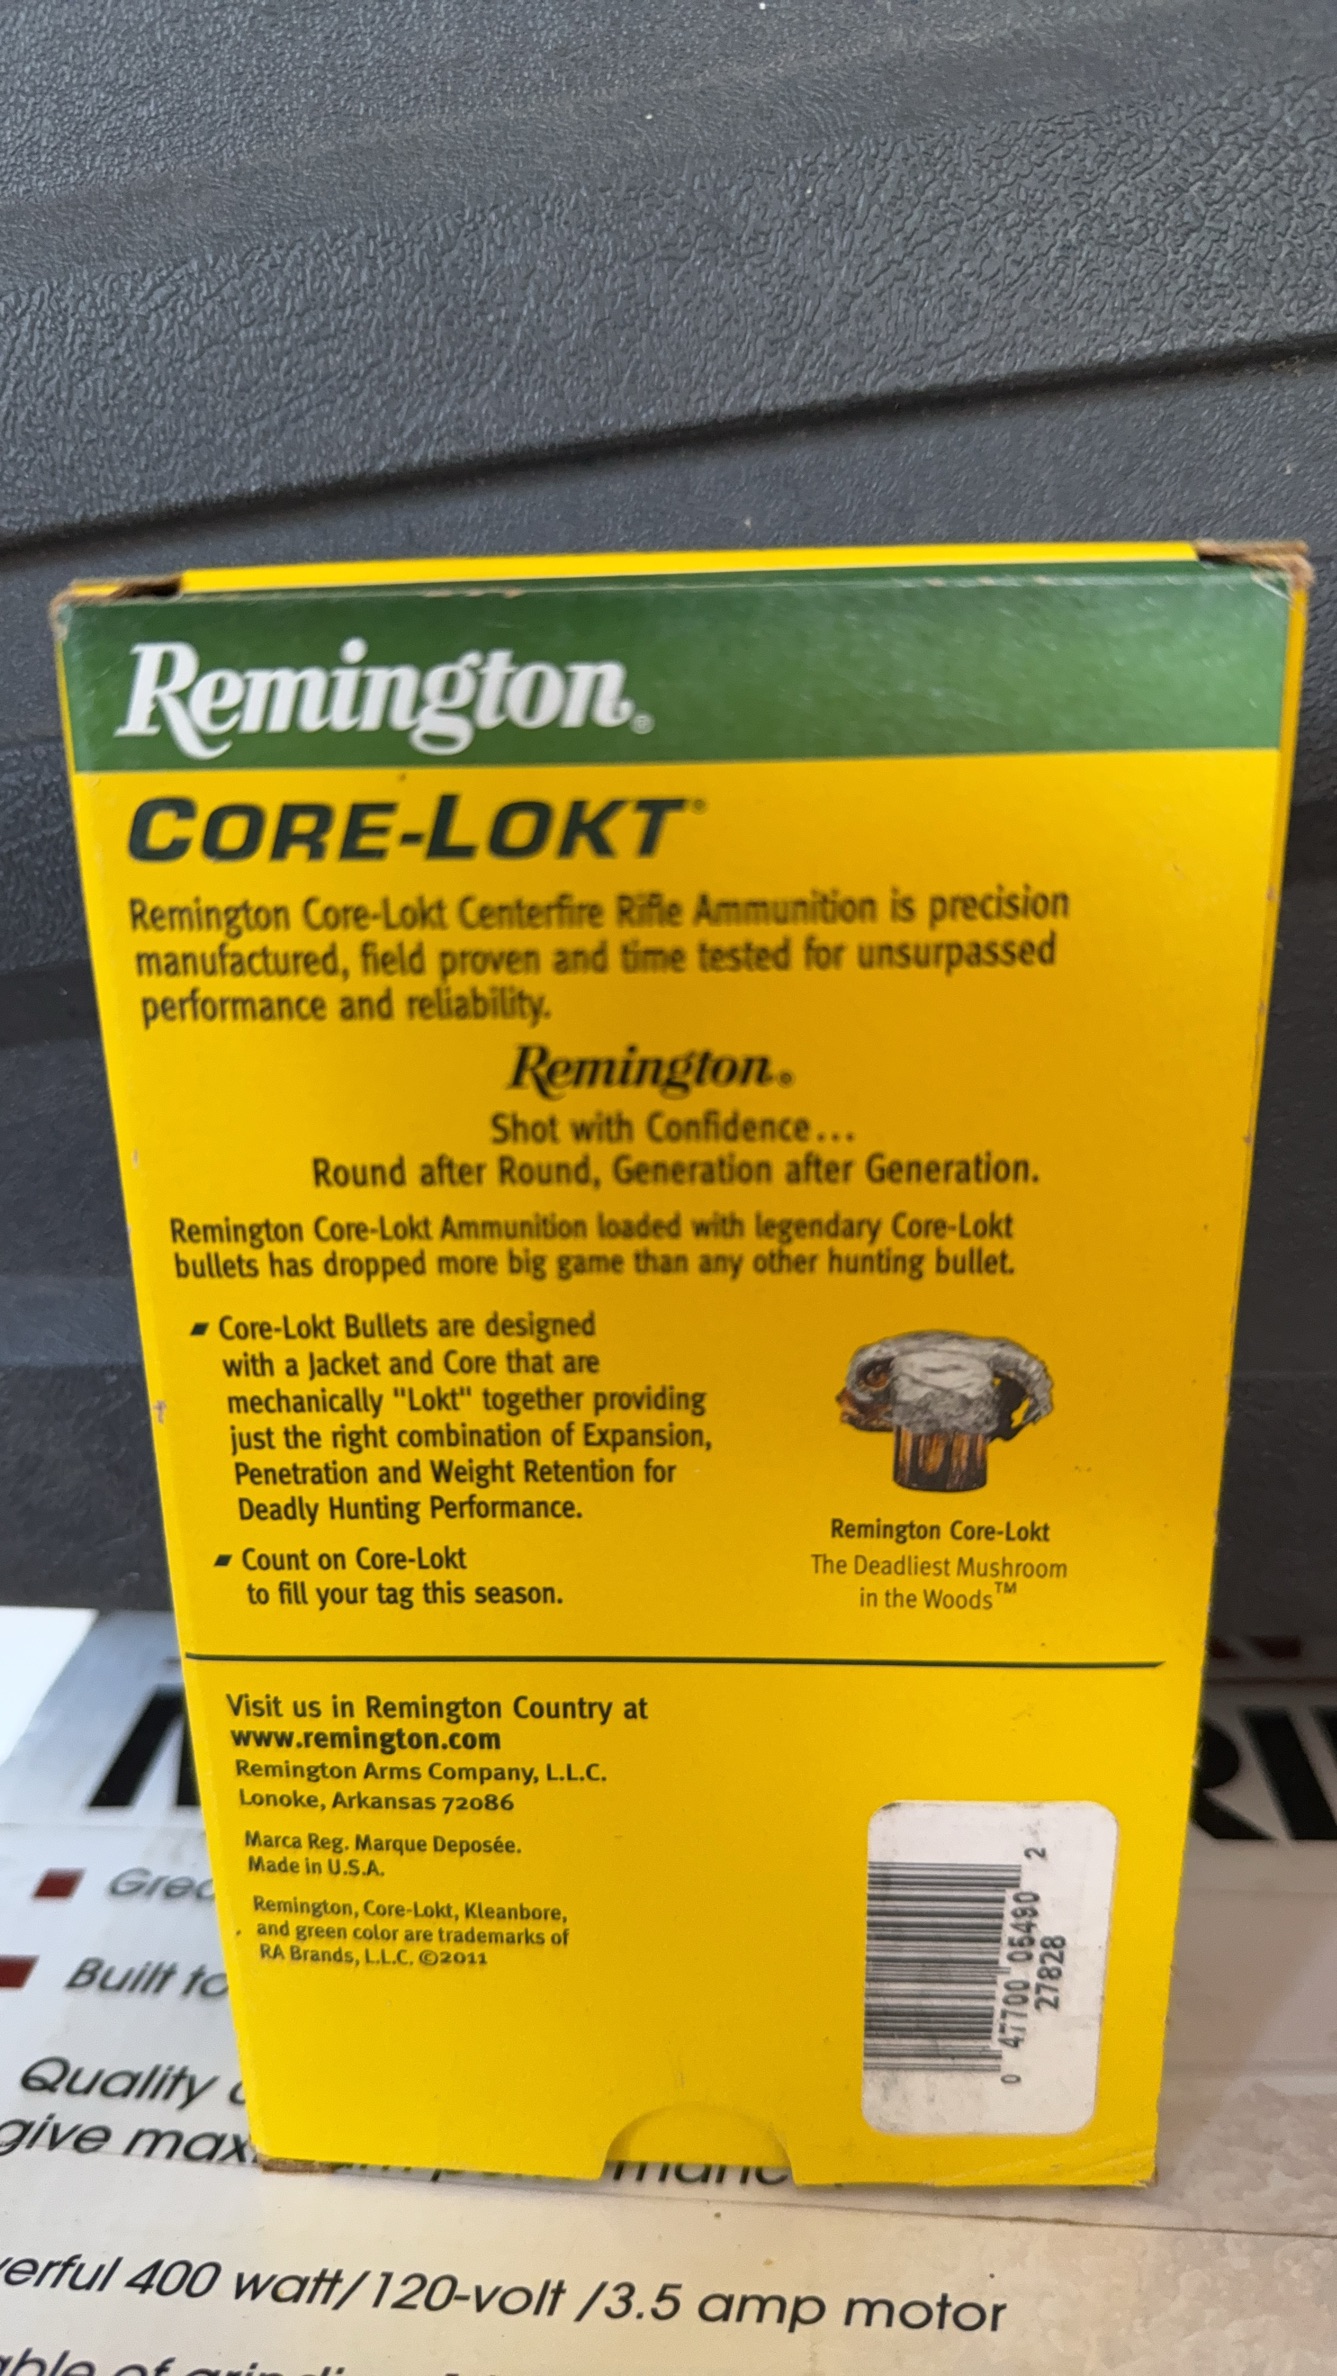 Remington®
CORE-LOKT®
Remington Core-Lokt Centerfire Rifle Ammunition is precision
manufactured, field proven and time tested for unsurpassed
performance and reliability.
Remington®
Shot with Confidence...
Round after Round, Generation after Generation.
Remington Core-Lokt Ammunition loaded with legendary Core-Lokt
bullets has dropped more big game than any other hunting bullet.
Core-Lokt Bullets are designed
with a Jacket and Core that are
mechanically "Lokt" together providing
just the right combination of Expansion,
Penetration and Weight Retention for
Deadly Hunting Performance.
Count on Core-Lokt
to fill your tag this season.
Remington Core-Lokt
The Deadliest Mushroom
in the Woods™
Visit us in Remington Country at
www.remington.com
Remington Arms Company, L.L.C.
Lonoke, Arkansas 72086
Marca Reg. Marque Deposée.
Made in U.S.A.
Remington, Core-Lokt, Kleanbore,
and green color are trademarks of
RA Brands, L.L.C. ©2011
0 47700 05480 2
27828
Built to
Quality
give
400 watt/120-volt /3.5 amp motor
of